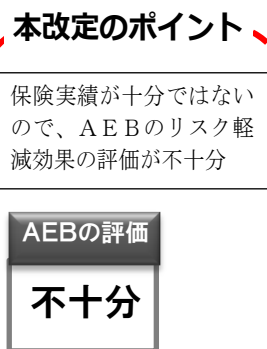 本改定のポイント
保険実績が十分ではない
ので、ＡＥＢのリスク軽
減効果の評価が不十分
AEBの評価
不十分